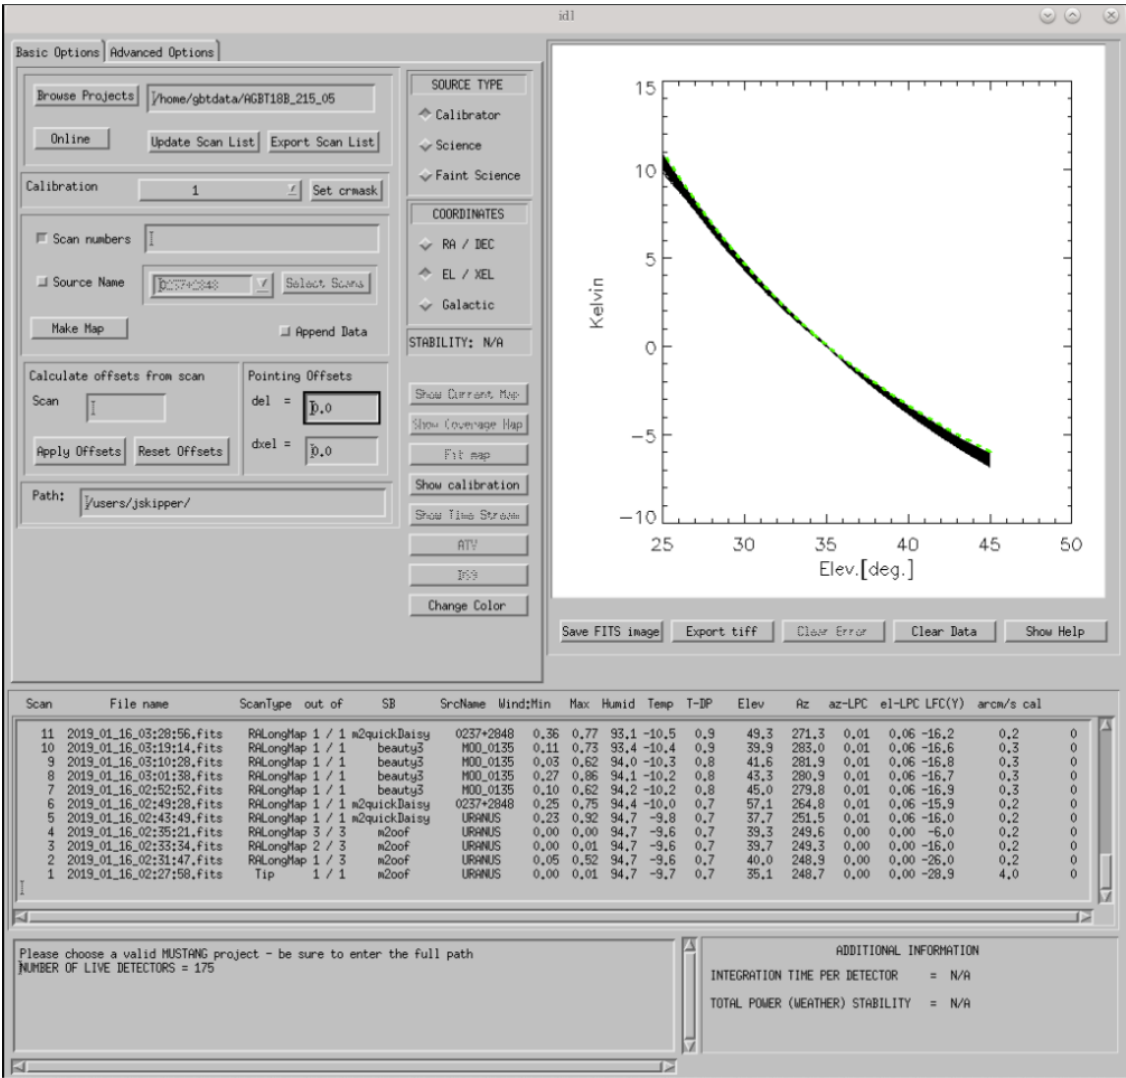 idl
Basic Options Advanced Options
Browse Projects /home/gbtdata/AGBT18B_215_05
Online Update Scan List Export Scan List
Calibration 1 Set crmask
Scan numbers
Source Name 0237+2848 Select Scans
Make Map Append Data
Calculate offsets from scan
Scan
Apply Offsets Reset Offsets
Pointing Offsets
del = 0.0
dxel = 0.0
Path: /users/jskipper/
SOURCE TYPE
Calibrator
Science
Faint Science
COORDINATES
RA / DEC
EL / XEL
Galactic
STABILITY: N/A
Show Current Map
Show Coverage Map
Fit map
Show calibration
Show Time Stream
ATV
DS9
Change Color
15
10
5
0
−5
−10
Kelvin
25 30 35 40 45 50
Elev.[deg.]
Save FITS image Export tiff Clear Error Clear Data Show Help
Scan File name ScanType out of SB SrcName Wind:Min Max Humid Temp T-DP Elev Az az-LPC el-LPC LFC(Y) arcm/s cal
11 2019_01_16_03:28:56.fits RALongMap 1 / 1 m2quickDaisy 0237+2848 0.36 0.77 93.1 -10.5 0.9 49.3 271.3 0.01 0.06 -16.2 0.2 0
10 2019_01_16_03:19:14.fits RALongMap 1 / 1 beauty3 MOO_0135 0.11 0.73 93.4 -10.4 0.9 39.9 283.0 0.01 0.06 -16.6 0.3 0
9 2019_01_16_03:10:28.fits RALongMap 1 / 1 beauty3 MOO_0135 0.03 0.62 94.0 -10.3 0.8 41.6 281.9 0.01 0.06 -16.8 0.3 0
8 2019_01_16_03:01:38.fits RALongMap 1 / 1 beauty3 MOO_0135 0.27 0.86 94.1 -10.2 0.8 43.3 280.9 0.01 0.06 -16.7 0.3 0
7 2019_01_16_02:52:52.fits RALongMap 1 / 1 beauty3 MOO_0135 0.10 0.62 94.2 -10.2 0.8 45.0 279.8 0.01 0.06 -16.9 0.3 0
6 2019_01_16_02:49:28.fits RALongMap 1 / 1 m2quickDaisy 0237+2848 0.25 0.75 94.4 -10.0 0.7 57.1 264.8 0.01 0.06 -15.9 0.2 0
5 2019_01_16_02:43:49.fits RALongMap 1 / 1 m2quickDaisy URANUS 0.23 0.92 94.7 -9.8 0.7 37.7 251.5 0.01 0.06 -16.0 0.2 0
4 2019_01_16_02:35:21.fits RALongMap 3 / 3 m2oof URANUS 0.00 0.00 94.7 -9.6 0.7 39.3 249.6 0.00 0.00 -6.0 0.2 0
3 2019_01_16_02:33:34.fits RALongMap 2 / 3 m2oof URANUS 0.00 0.01 94.7 -9.6 0.7 39.7 249.3 0.00 0.00 -16.0 0.2 0
2 2019_01_16_02:31:47.fits RALongMap 1 / 3 m2oof URANUS 0.05 0.52 94.7 -9.6 0.7 40.0 248.9 0.00 0.00 -26.0 0.2 0
1 2019_01_16_02:27:58.fits Tip 1 / 1 m2oof URANUS 0.00 0.01 94.7 -9.7 0.7 35.1 248.7 0.00 0.00 -28.9 4.0 0
Please choose a valid MUSTANG project - be sure to enter the full path
NUMBER OF LIVE DETECTORS = 175
ADDITIONAL INFORMATION
INTEGRATION TIME PER DETECTOR = N/A
TOTAL POWER (WEATHER) STABILITY = N/A